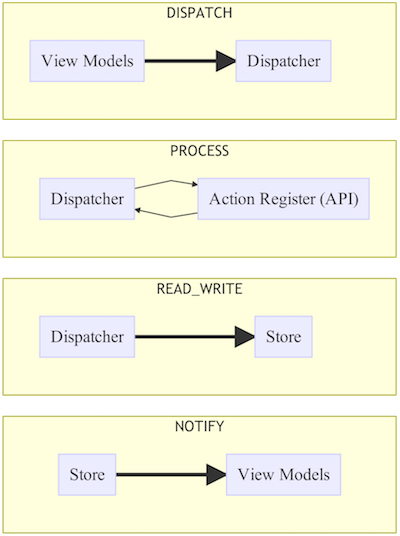 DISPATCH
View Models
Dispatcher
PROCESS
Dispatcher
Action Register (API)
READ_WRITE
Dispatcher
Store
NOTIFY
Store
View Models